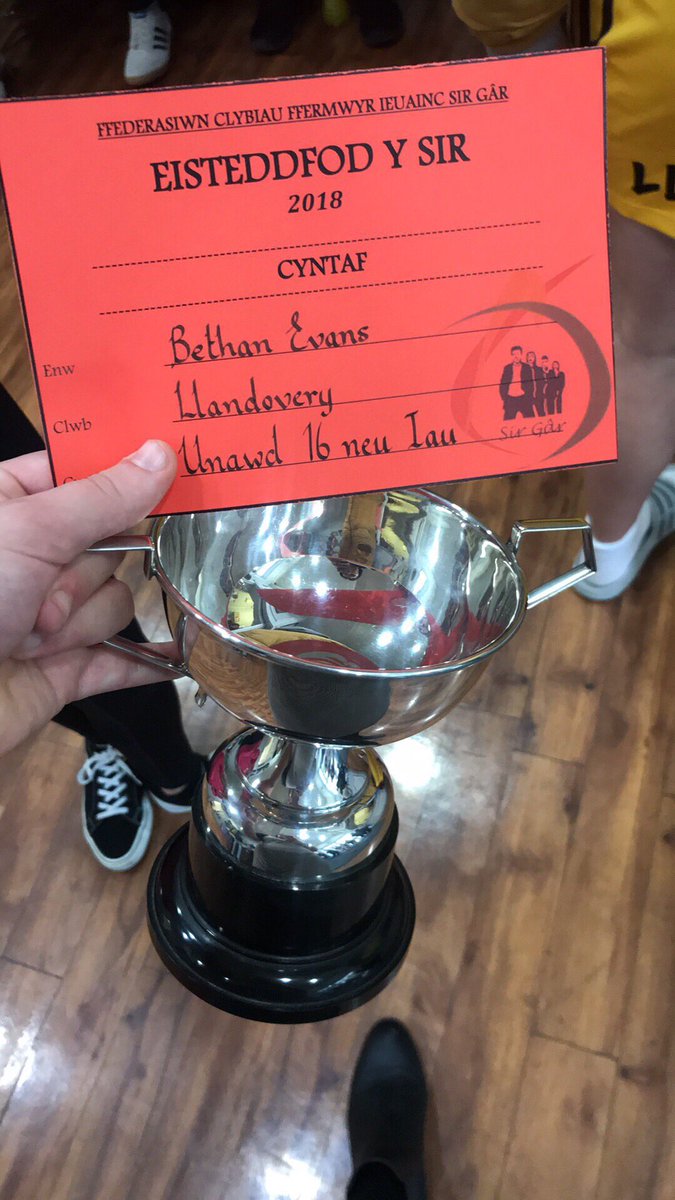 FFEDERASIWN CLYBIAU FFERMWYR IEUAINC SIR GÂR
EISTEDDFOD Y SIR
2018
CYNTAF
Enw Bethan Evans
Clwb Llandovery
Unawd 16 neu Iau
Sir Gâr